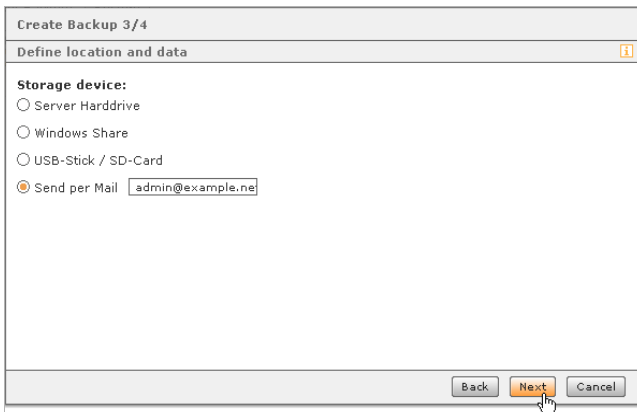 Create Backup 3/4
Define location and data
i
Storage device:
Server Harddrive
Windows Share
USB-Stick / SD-Card
Send per Mail admin@example.ne
Back Next Cancel